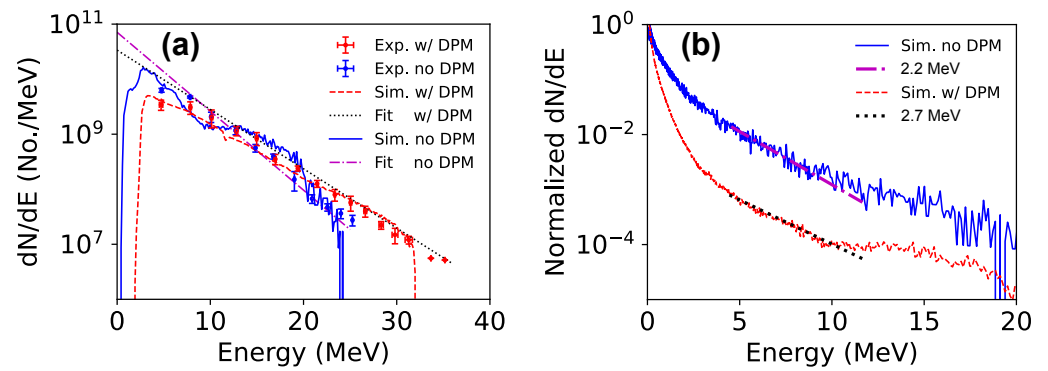 (a)
dN/dE (No./MeV)
10¹¹
10⁹
10⁷
0 10 20 30 40
Energy (MeV)
Exp. w/ DPM
Exp. no DPM
Sim. w/ DPM
Fit w/ DPM
Sim. no DPM
Fit no DPM
(b)
Normalized dN/dE
10⁰
10⁻²
10⁻⁴
0 5 10 15 20
Energy (MeV)
Sim. no DPM
2.2 MeV
Sim. w/ DPM
2.7 MeV